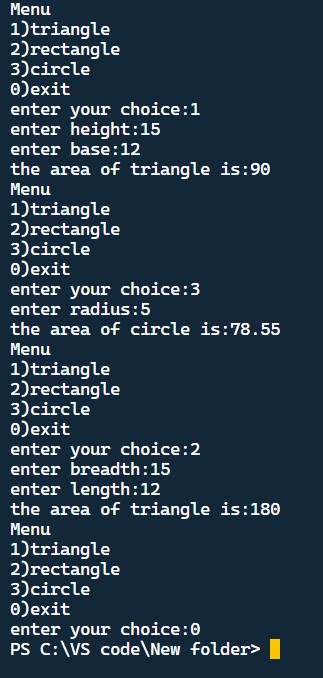 Menu
1)triangle
2)rectangle
3)circle
0)exit
enter your choice:1
enter height:15
enter base:12
the area of triangle is:90
Menu
1)triangle
2)rectangle
3)circle
0)exit
enter your choice:3
enter radius:5
the area of circle is:78.55
Menu
1)triangle
2)rectangle
3)circle
0)exit
enter your choice:2
enter breadth:15
enter length:12
the area of triangle is:180
Menu
1)triangle
2)rectangle
3)circle
0)exit
enter your choice:0
PS C:\VS code\New folder>